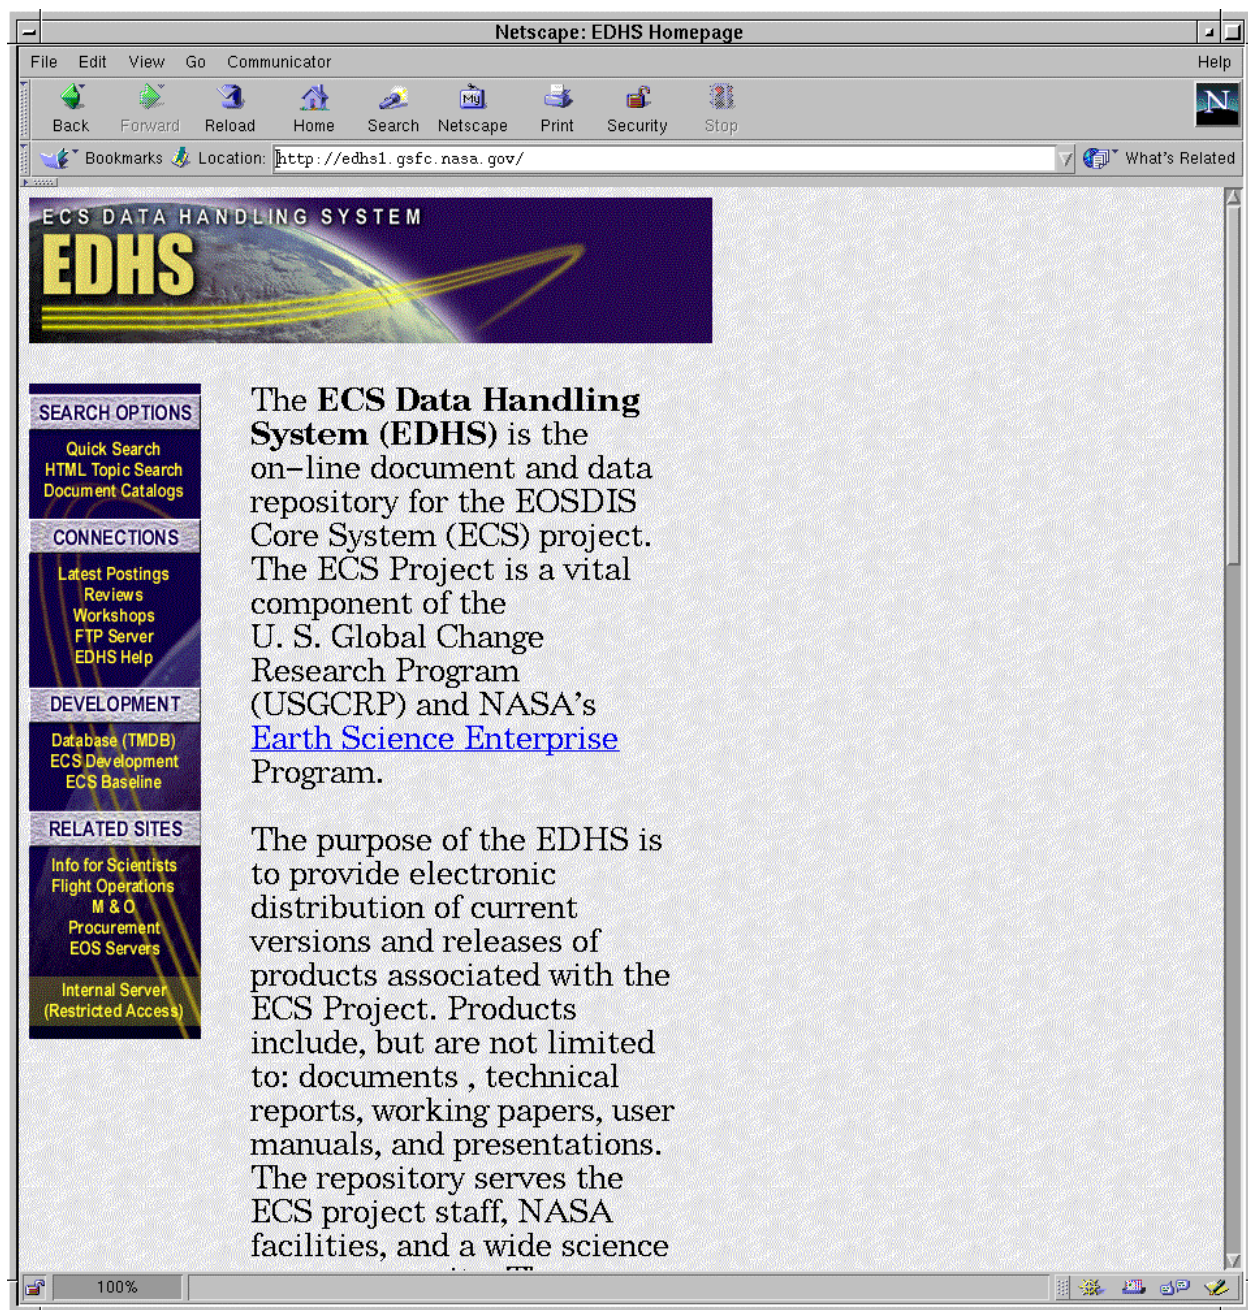 Netscape: EDHS Homepage
File Edit View Go Communicator Help
Back Forward Reload Home Search Netscape Print Security Stop
My
N
Bookmarks Location: http://edhs1.gsfc.nasa.gov/ What's Related
ECS DATA HANDLING SYSTEM
EDHS
SEARCH OPTIONS
Quick Search
HTML Topic Search
Document Catalogs
CONNECTIONS
Latest Postings
Reviews
Workshops
FTP Server
EDHS Help
DEVELOPMENT
Database (TMDB)
ECS Development
ECS Baseline
RELATED SITES
Info for Scientists
Flight Operations
M & O
Procurement
EOS Servers
Internal Server
(Restricted Access)
The ECS Data Handling
System (EDHS) is the
on-line document and data
repository for the EOSDIS
Core System (ECS) project.
The ECS Project is a vital
component of the
U. S. Global Change
Research Program
(USGCRP) and NASA's
Earth Science Enterprise
Program.
The purpose of the EDHS is
to provide electronic
distribution of current
versions and releases of
products associated with the
ECS Project. Products
include, but are not limited
to: documents , technical
reports, working papers, user
manuals, and presentations.
The repository serves the
ECS project staff, NASA
facilities, and a wide science
100%